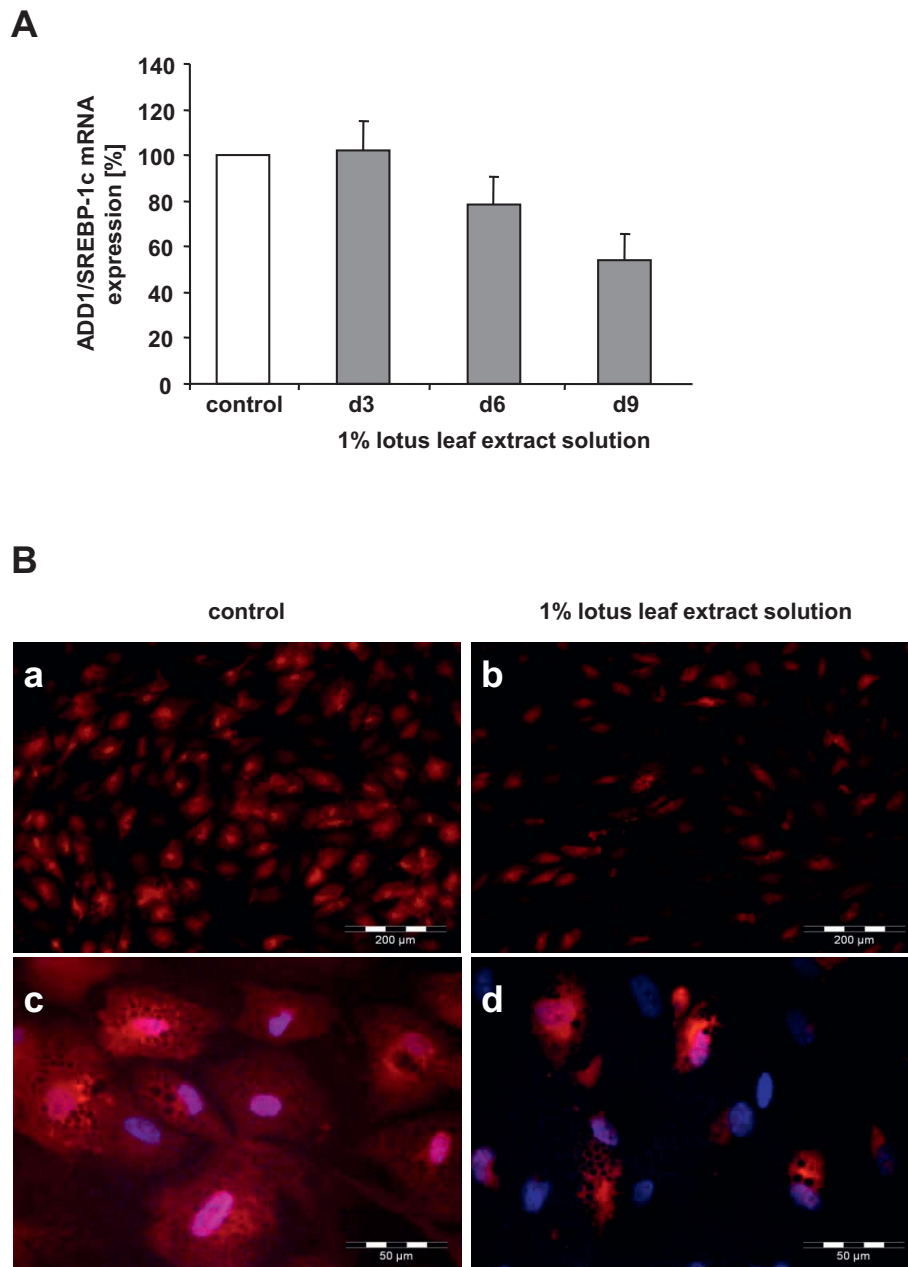 A
ADD1/SREBP-1c mRNA
expression [%]
140
120
100
80
60
40
20
0
control d3 d6 d9
1% lotus leaf extract solution
B
control 1% lotus leaf extract solution
a b
200 µm 200 µm
c d
50 µm 50 µm